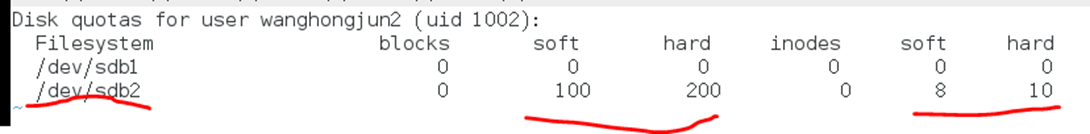 Disk quotas for user wanghongjun2 (uid 1002):
Filesystem blocks soft hard inodes soft hard
/dev/sdb1 0 0 0 0 0 0
/dev/sdb2 0 100 200 0 8 10
~